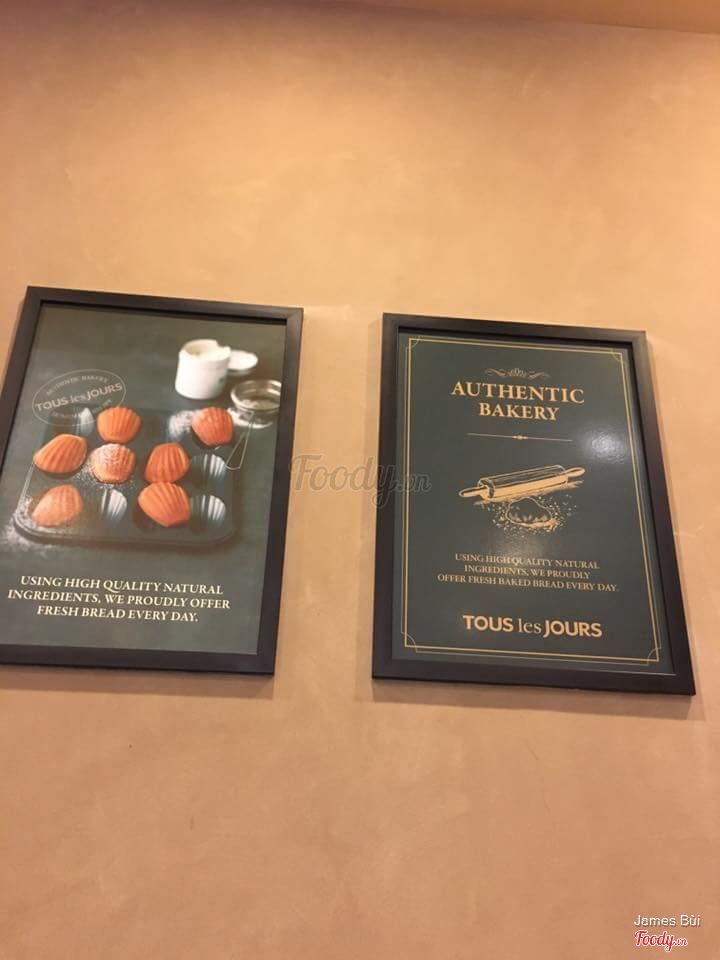 AUTHENTIC BAKERY
TOUS les JOURS
USING HIGH QUALITY NATURAL
INGREDIENTS, WE PROUDLY OFFER
FRESH BREAD EVERY DAY.
AUTHENTIC
BAKERY
USING HIGH QUALITY NATURAL
INGREDIENTS, WE PROUDLY
OFFER FRESH BAKED BREAD EVERY DAY.
TOUS les JOURS
Foody.vn
James Bùi
Foody.vn